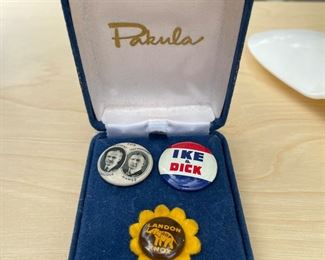 Pakula
IKE
&
DICK
LANDON
KNOX